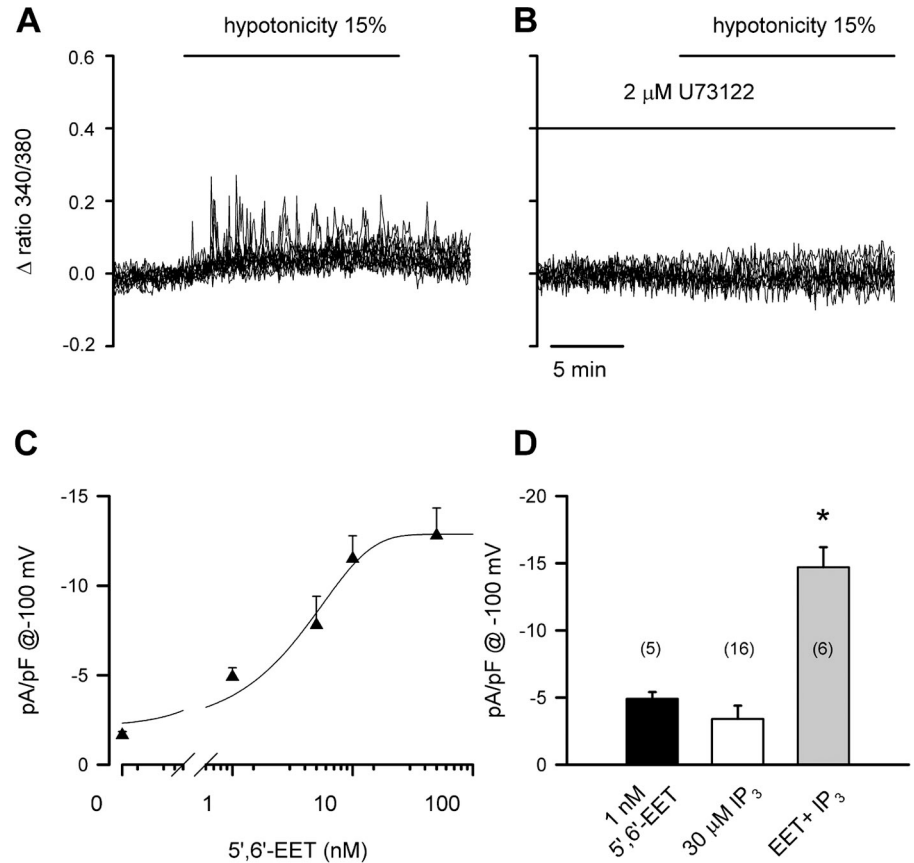 A
hypotonicity 15%
0.6
0.4
0.2
0.0
-0.2
Δ ratio 340/380
B
hypotonicity 15%
2 μM U73122
5 min
C
-15
-10
-5
0
pA/pF @-100 mV
0 1 10 100
5',6'-EET (nM)
D
-20
-15
-10
-5
0
pA/pF @ -100 mV
*
(5) (16) (6)
1 nM
5',6'-EET
30 μM IP₃
EET+ IP₃